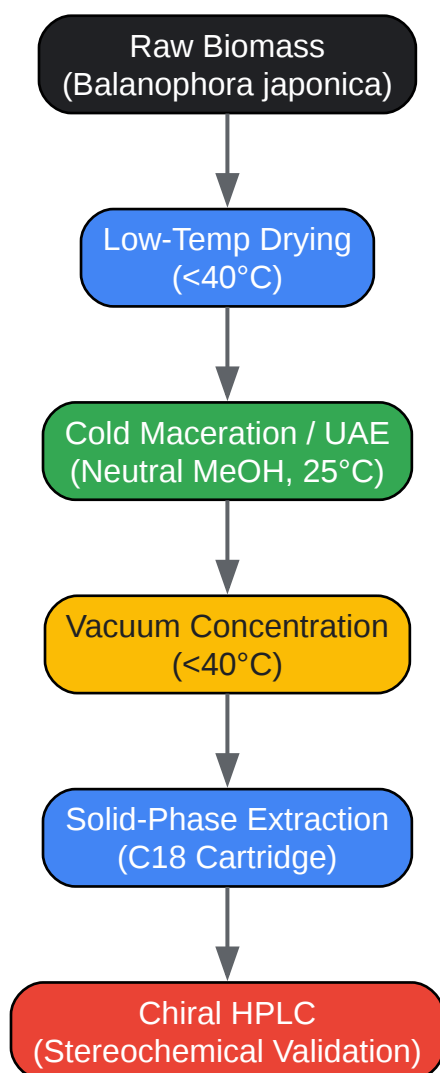 Raw Biomass
(Balanophora japonica)
Low-Temp Drying
(<40°C)
Cold Maceration / UAE
(Neutral MeOH, 25°C)
Vacuum Concentration
(<40°C)
Solid-Phase Extraction
(C18 Cartridge)
Chiral HPLC
(Stereochemical Validation)